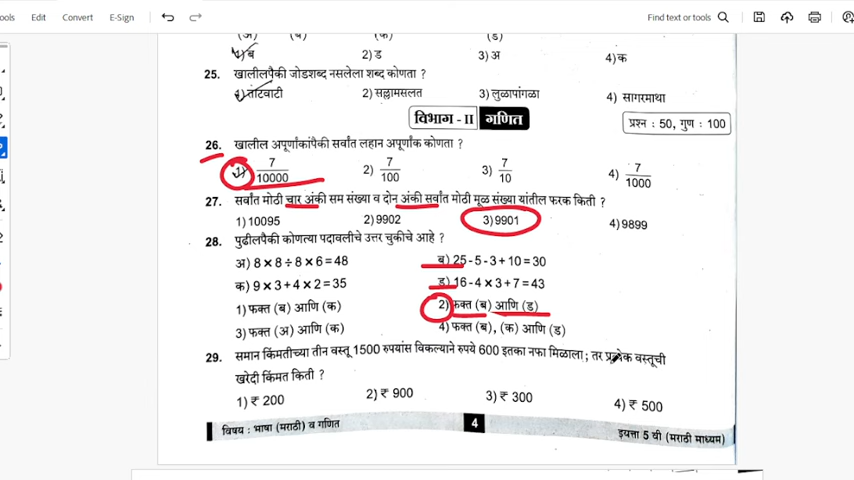 ools Edit Convert E-Sign Find text or tools
(अ) (ब) (क) (ड)
1) ब 2) ड 3) अ 4) क
25. खालीलपैकी जोडशब्द नसलेला शब्द कोणता ?
1) ताटवाटी 2) सल्लामसलत 3) लुळापांगळा 4) सागरमाथा
विभाग - II गणित
प्रश्न : 50, गुण : 100
26. खालील अपूर्णांकांपैकी सर्वांत लहान अपूर्णांक कोणता ?
1) 7/10000 2) 7/100 3) 7/10 4) 7/1000
27. सर्वांत मोठी चार अंकी सम संख्या व दोन अंकी सर्वांत मोठी मूळ संख्या यांतील फरक किती ?
1) 10095 2) 9902 3) 9901 4) 9899
28. पुढीलपैकी कोणत्या पदावलीचे उत्तर चुकीचे आहे ?
अ) 8 × 8 ÷ 8 × 6 = 48 ब) 25 - 5 - 3 + 10 = 30
क) 9 × 3 + 4 × 2 = 35 ड) 16 - 4 × 3 + 7 = 43
1) फक्त (ब) आणि (क) 2) फक्त (ब) आणि (ड)
3) फक्त (अ) आणि (क) 4) फक्त (ब), (क) आणि (ड)
29. समान किंमतीच्या तीन वस्तू 1500 रुपयांस विकल्याने रुपये 600 इतका नफा मिळाला ; तर प्रत्येक वस्तूची
खरेदी किंमत किती ?
1) ₹ 200 2) ₹ 900 3) ₹ 300 4) ₹ 500
विषय : भाषा (मराठी) व गणित 4 इयत्ता 5 वी (मराठी माध्यम)